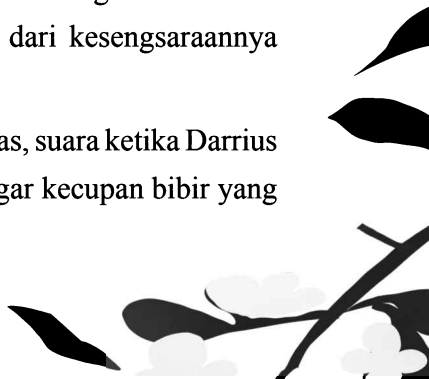 dari kesengsaraannya
as, suara ketika Darrius
gar kecupan bibir yang